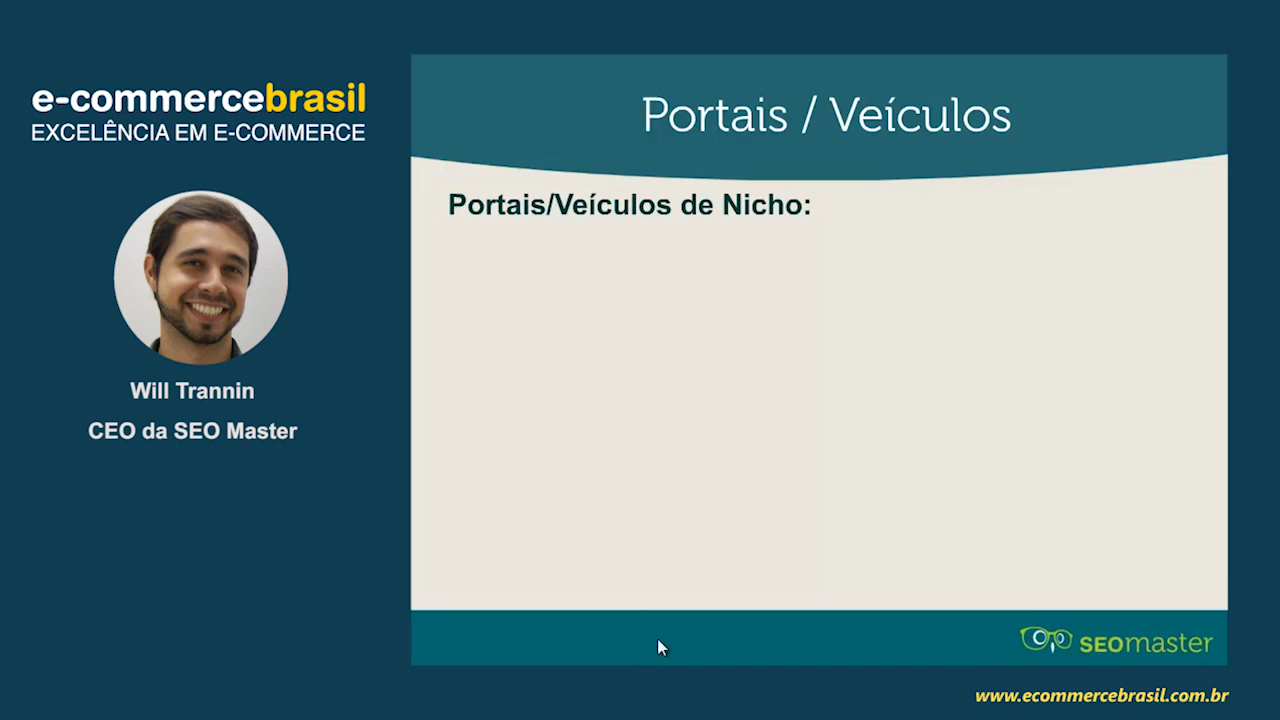 e-commercebrasil
EXCELÊNCIA EM E-COMMERCE
Will Trannin
CEO da SEO Master
Portais / Veículos
Portais/Veículos de Nicho:
SEOmaster
www.ecommercebrasil.com.br